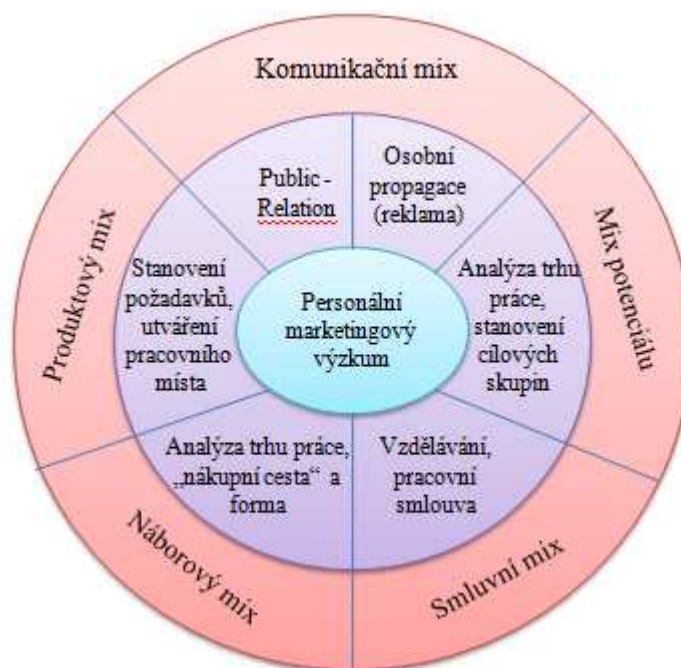 Komunikační mix
Public -
Relation
Osobní
propagace
(reklama)
Produktový mix
Stanovení
požadavků,
utváření
pracovního
místa
Personální
marketingový
výzkum
Analýza trhu
práce,
stanovení
cílových
skupin
Mix potenciálu
Analýza trhu práce,
„nákupní cesta“ a
forma
Vzdělávání,
pracovní
smlouva
Náborový mix
Smluvní mix